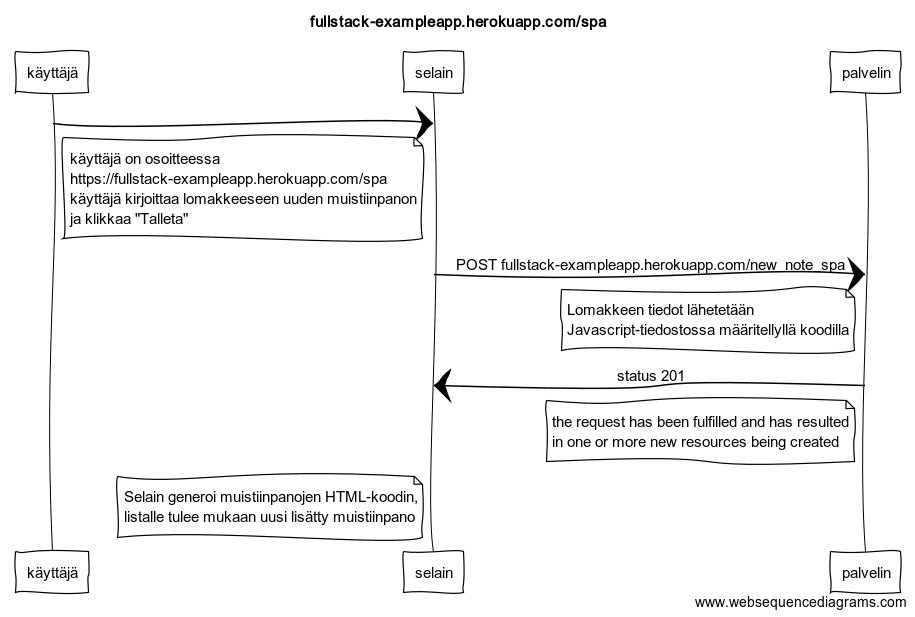 fullstack-exampleapp.herokuapp.com/spa
käyttäjä
selain
palvelin
käyttäjä on osoitteessa
https://fullstack-exampleapp.herokuapp.com/spa
käyttäjä kirjoittaa lomakkeeseen uuden muistiinpanon
ja klikkaa "Talleta"
POST fullstack-exampleapp.herokuapp.com/new_note_spa
Lomakkeen tiedot lähetetään
Javascript-tiedostossa määritellyllä koodilla
status 201
the request has been fulfilled and has resulted
in one or more new resources being created
Selain generoi muistiinpanojen HTML-koodin,
listalle tulee mukaan uusi lisätty muistiinpano
käyttäjä
selain
palvelin
www.websequencediagrams.com